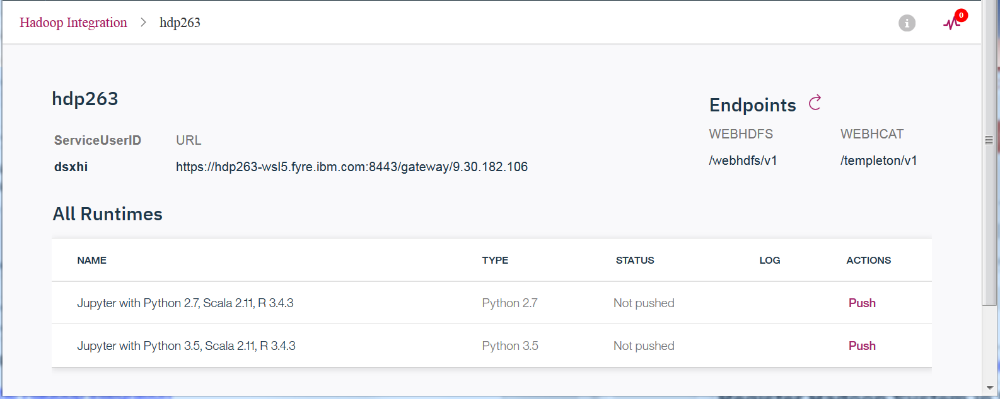 Hadoop Integration > hdp263
0
hdp263
ServiceUserID URL
dsxhi https://hdp263-wsl5.fyre.ibm.com:8443/gateway/9.30.182.106
Endpoints
WEBHDFS WEBHCAT
/webhdfs/v1 /templeton/v1
All Runtimes
NAME TYPE STATUS LOG ACTIONS
Jupyter with Python 2.7, Scala 2.11, R 3.4.3 Python 2.7 Not pushed Push
Jupyter with Python 3.5, Scala 2.11, R 3.4.3 Python 3.5 Not pushed Push